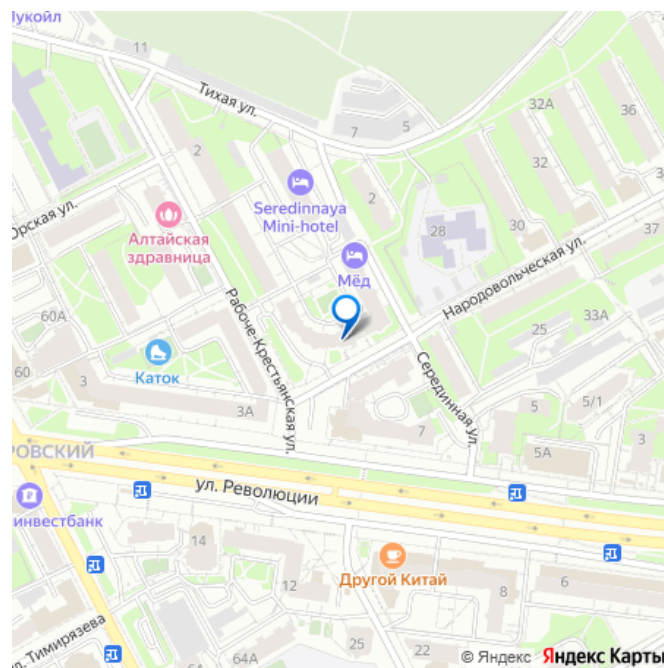 Лукойл
11
Тихая ул.
7
5
32А
36
32
2
2
Seredinnaya
Mini-hotel
30
28
37
Орская ул.
Алтайская
здравница
Мёд
Народовольческая ул.
60А
Рабоче-Крестьянская ул.
33А
25
60
3
Каток
Серединная ул.
3А
5
5/1
7
3
5А
РОВСКИЙ
ул. Революции
инвестбанк
14
Другой Китай
12
6
8
ул. Тимирязева
25
22
64А
© Яндекс
Яндекс Карты